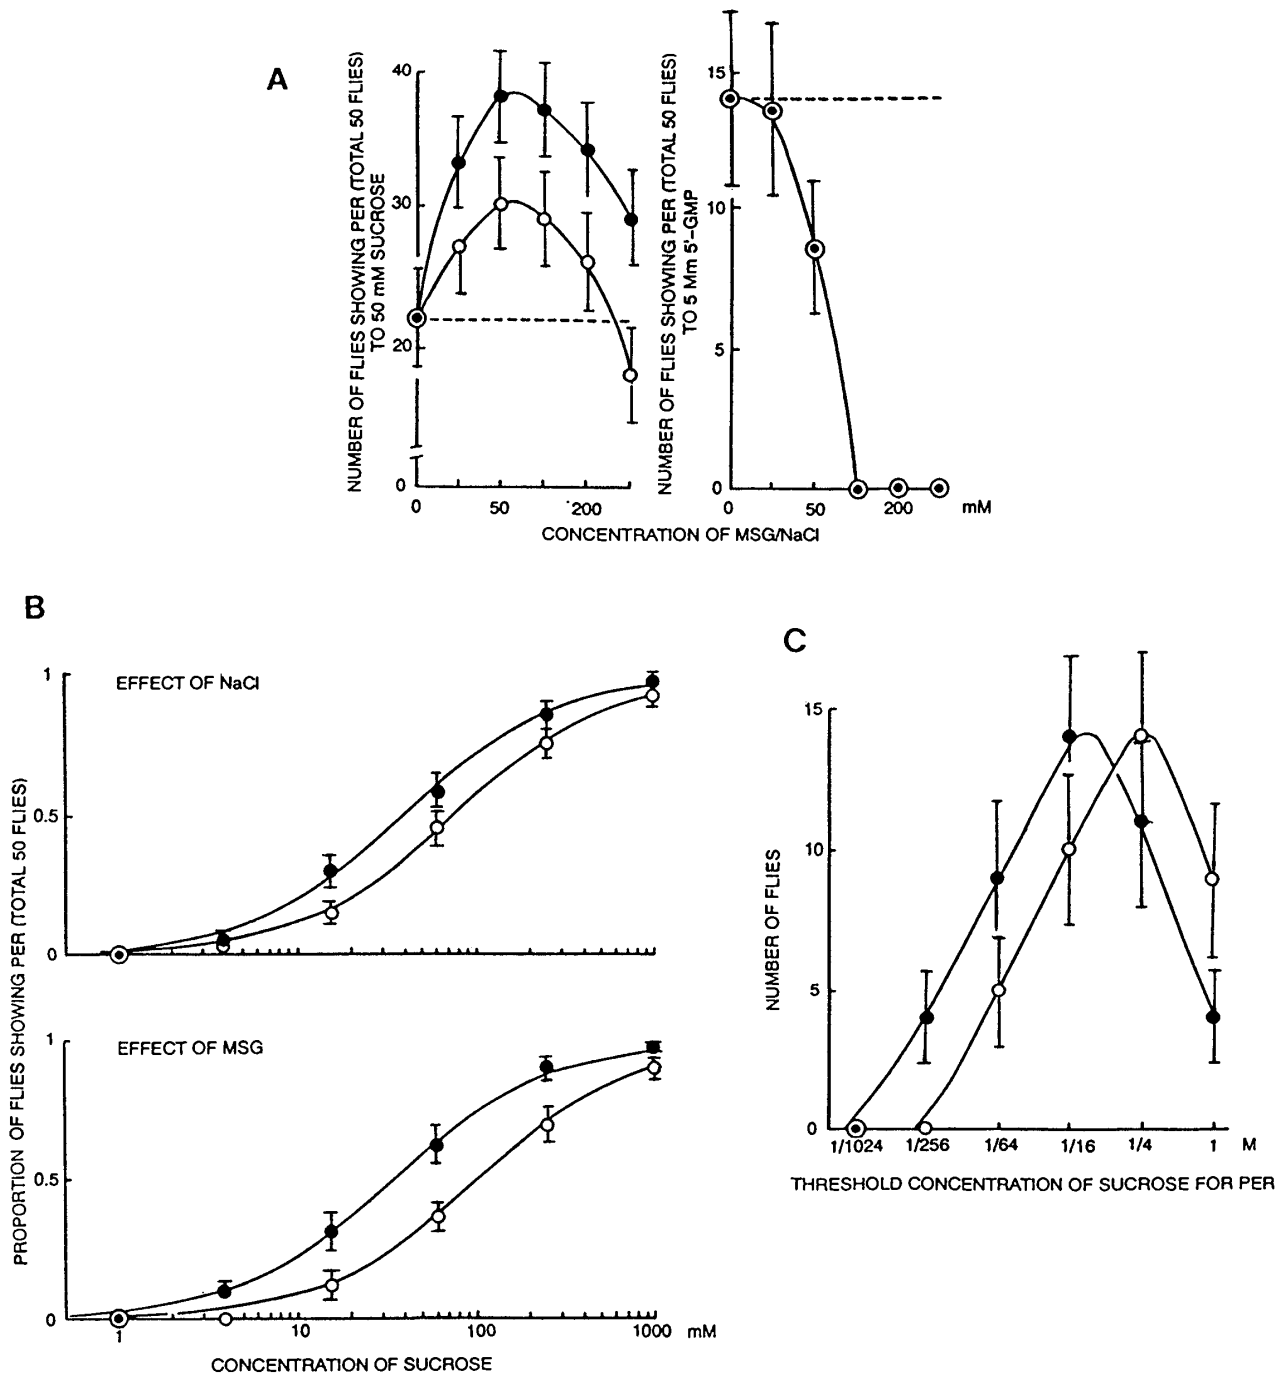 A
NUMBER OF FLIES SHOWING PER (TOTAL 50 FLIES)
TO 50 mM SUCROSE
40
30
20
0
0
50
200
NUMBER OF FLIES SHOWING PER (TOTAL 50 FLIES)
TO 5 Mm 5'-GMP
15
10
5
0
0
50
200
mM
CONCENTRATION OF MSG/NaCl
B
PROPORTION OF FLIES SHOWING PER (TOTAL 50 FLIES)
EFFECT OF NaCl
1
0.5
0
EFFECT OF MSG
1
0.5
0
1
10
100
1000
mM
CONCENTRATION OF SUCROSE
C
NUMBER OF FLIES
15
10
5
0
1/1024
1/256
1/64
1/16
1/4
1
M
THRESHOLD CONCENTRATION OF SUCROSE FOR PER